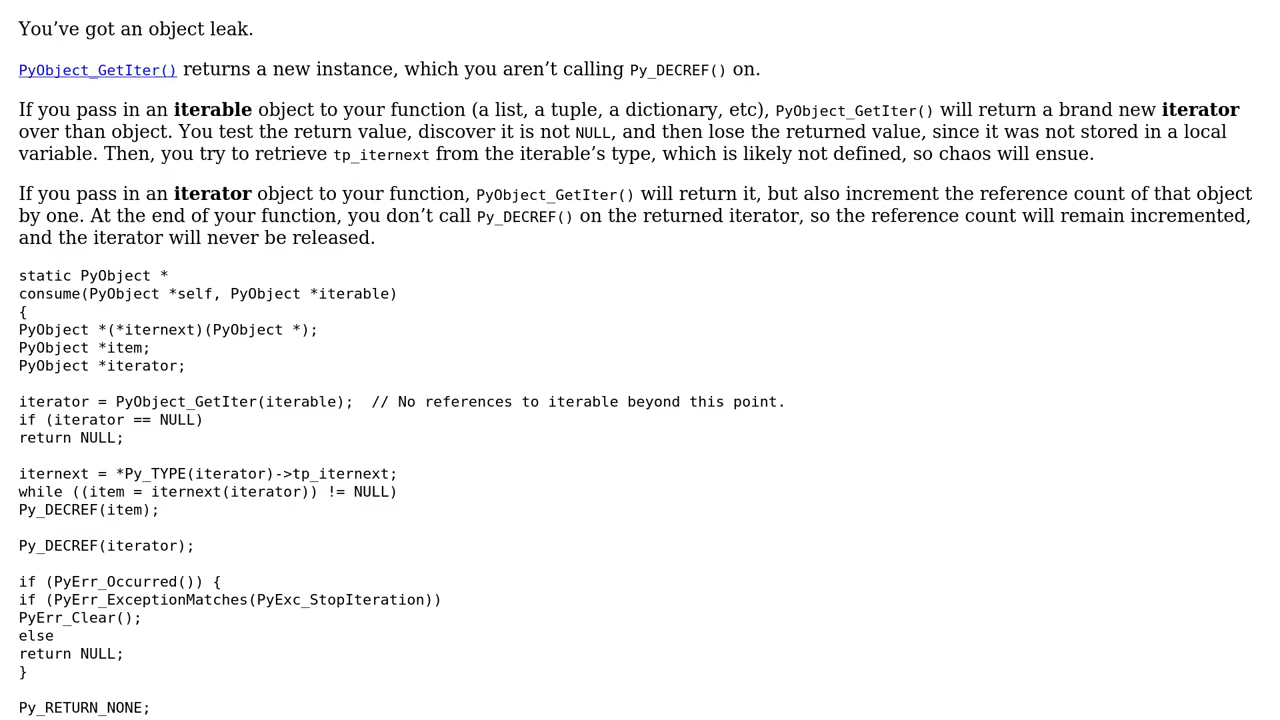 You’ve got an object leak.
PyObject_GetIter() returns a new instance, which you aren’t calling Py_DECREF() on.
If you pass in an iterable object to your function (a list, a tuple, a dictionary, etc), PyObject_GetIter() will return a brand new iterator
over than object. You test the return value, discover it is not NULL, and then lose the returned value, since it was not stored in a local
variable. Then, you try to retrieve tp_iternext from the iterable’s type, which is likely not defined, so chaos will ensue.
If you pass in an iterator object to your function, PyObject_GetIter() will return it, but also increment the reference count of that object
by one. At the end of your function, you don’t call Py_DECREF() on the returned iterator, so the reference count will remain incremented,
and the iterator will never be released.
static PyObject *
consume(PyObject *self, PyObject *iterable)
{
PyObject *(*iternext)(PyObject *);
PyObject *item;
PyObject *iterator;
iterator = PyObject_GetIter(iterable);  // No references to iterable beyond this point.
if (iterator == NULL)
return NULL;
iternext = *Py_TYPE(iterator)->tp_iternext;
while ((item = iternext(iterator)) != NULL)
Py_DECREF(item);
Py_DECREF(iterator);
if (PyErr_Occurred()) {
if (PyErr_ExceptionMatches(PyExc_StopIteration))
PyErr_Clear();
else
return NULL;
}
Py_RETURN_NONE;